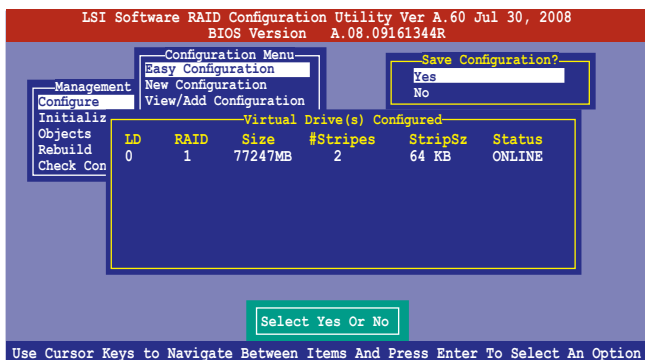 LSI Software RAID Configuration Utility Ver A.60 Jul 30, 2008
BIOS Version A.08.09161344R
Configuration Menu
Easy Configuration
New Configuration
View/Add Configuration
Save Configuration?
Yes
No
Management
Configure
Initializ
Objects
Rebuild
Check Con
Virtual Drive(s) Configured
LD RAID Size #Stripes StripSz Status
0 1 77247MB 2 64 KB ONLINE
Select Yes Or No
Use Cursor Keys to Navigate Between Items And Press Enter To Select An Option